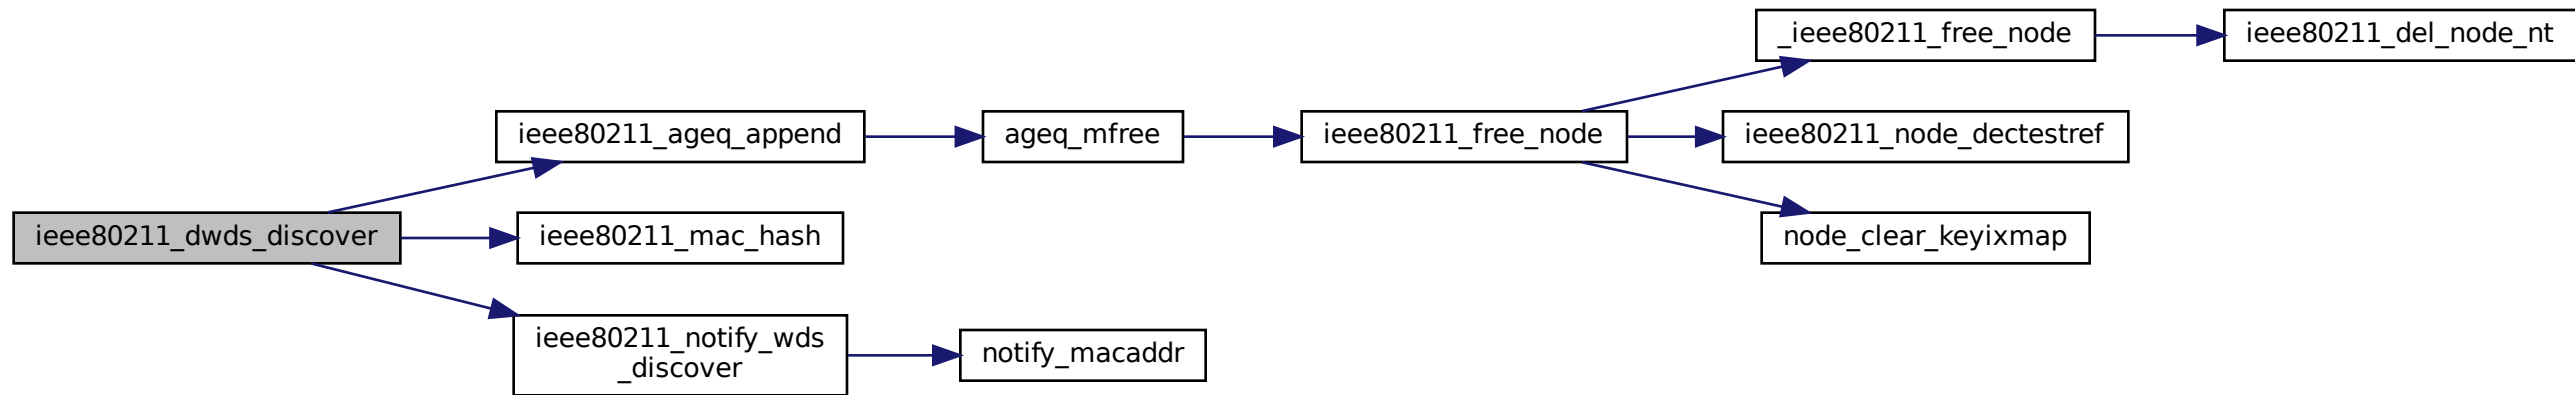 _ieee80211_free_node
ieee80211_del_node_nt
ieee80211_ageq_append
ageq_mfree
ieee80211_free_node
ieee80211_node_dectestref
ieee80211_dwds_discover
ieee80211_mac_hash
node_clear_keyixmap
ieee80211_notify_wds
_discover
notify_macaddr